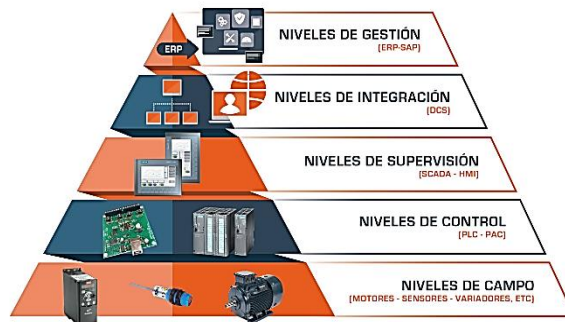 ERP
NIVELES DE GESTIÓN
[ERP-SAP]
NIVELES DE INTEGRACIÓN
[DCS]
NIVELES DE SUPERVISIÓN
[SCADA - HMI]
NIVELES DE CONTROL
[PLC - PAC]
NIVELES DE CAMPO
[MOTORES - SENSORES - VARIADORES, ETC]